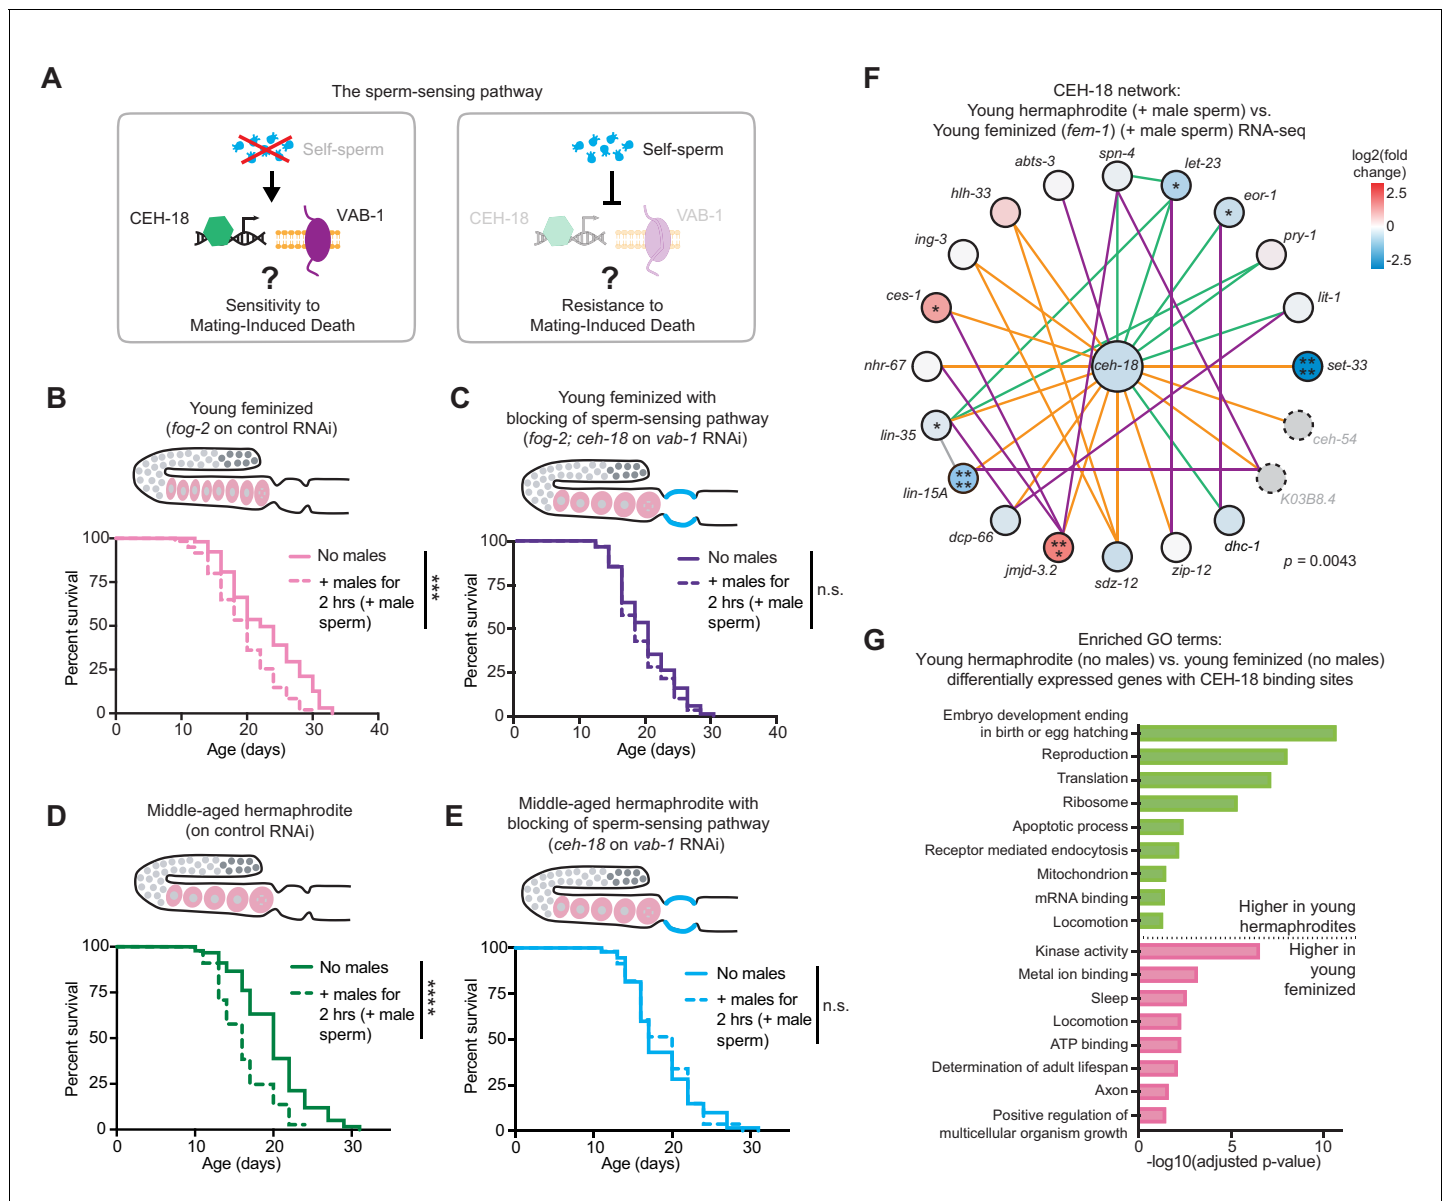 A
The sperm-sensing pathway
Self-sperm
CEH-18
VAB-1
?
Sensitivity to
Mating-Induced Death
Self-sperm
CEH-18
VAB-1
?
Resistance to
Mating-Induced Death
B
Young feminized
(fog-2 on control RNAi)
Percent survival
100
75
50
25
0
0 10 20 30 40
Age (days)
No males
+ males for
2 hrs (+ male
sperm)
***
C
Young feminized with
blocking of sperm-sensing pathway
(fog-2; ceh-18 on vab-1 RNAi)
Percent survival
100
75
50
25
0
0 10 20 30 40
Age (days)
No males
+ males for
2 hrs (+ male
sperm)
n.s.
D
Middle-aged hermaphrodite
(on control RNAi)
Percent survival
100
75
50
25
0
0 10 20 30
Age (days)
No males
+ males for
2 hrs (+ male
sperm)
****
E
Middle-aged hermaphrodite with
blocking of sperm-sensing pathway
(ceh-18 on vab-1 RNAi)
Percent survival
100
75
50
25
0
0 10 20 30
Age (days)
No males
+ males for
2 hrs (+ male
sperm)
n.s.
F
CEH-18 network:
Young hermaphrodite (+ male sperm) vs.
Young feminized (fem-1) (+ male sperm) RNA-seq
log2(fold
change)
2.5
0
-2.5
spn-4
let-23
*
eor-1
*
pry-1
lit-1
set-33
****
ceh-54
K03B8.4
dhc-1
zip-12
sdz-12
jmjd-3.2
***
dcp-66
lin-15A
****
lin-35
*
nhr-67
ces-1
*
ing-3
hlh-33
abts-3
ceh-18
p = 0.0043
G
Enriched GO terms:
Young hermaphrodite (no males) vs. young feminized (no males)
differentially expressed genes with CEH-18 binding sites
Embryo development ending
in birth or egg hatching
Reproduction
Translation
Ribosome
Apoptotic process
Receptor mediated endocytosis
Mitochondrion
mRNA binding
Locomotion
Higher in young
hermaphrodites
Higher in
young
feminized
Kinase activity
Metal ion binding
Sleep
Locomotion
ATP binding
Determination of adult lifespan
Axon
Positive regulation of
multicellular organism growth
0 5 10
-log10(adjusted p-value)